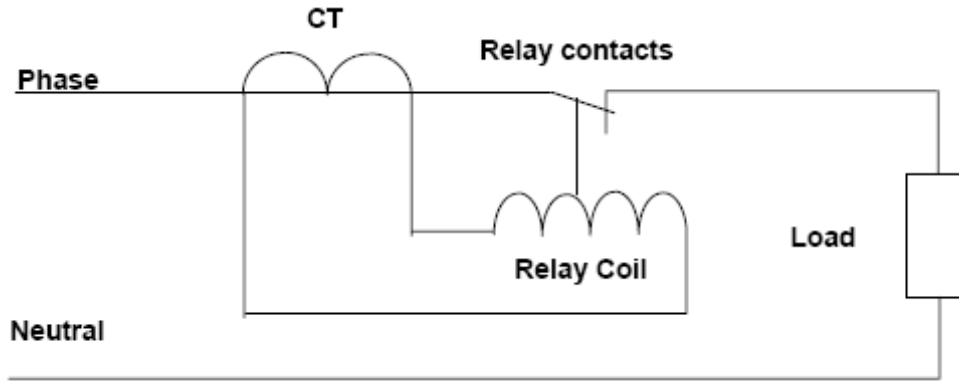 CT
Relay contacts
Phase
Load
Relay Coil
Neutral